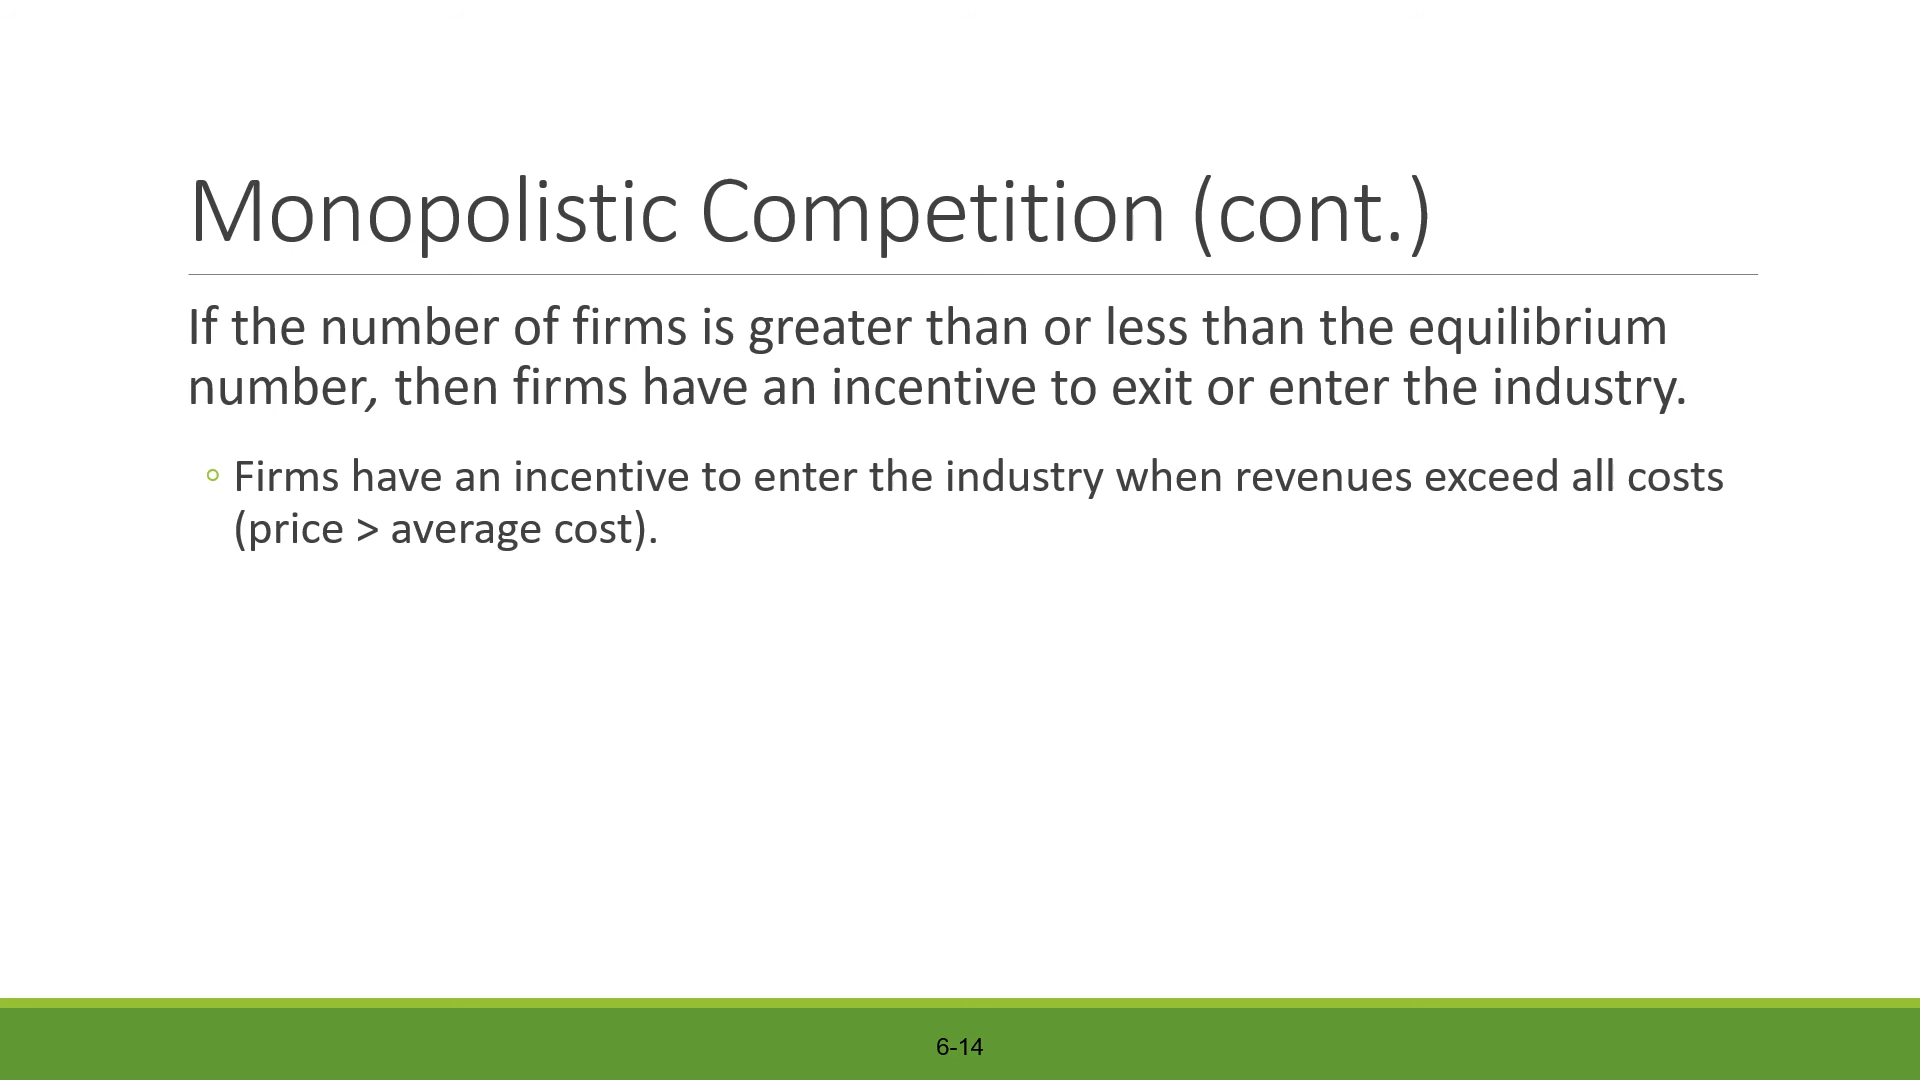 Monopolistic Competition (cont.)
If the number of firms is greater than or less than the equilibrium
number, then firms have an incentive to exit or enter the industry.
◦ Firms have an incentive to enter the industry when revenues exceed all costs
(price > average cost).
6-14